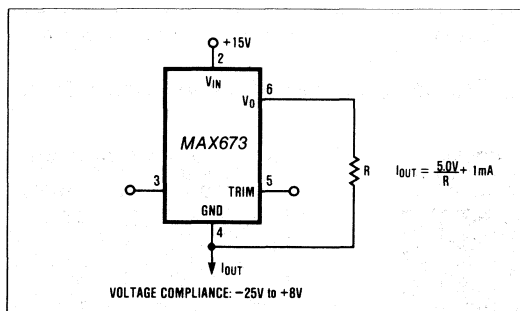 +15V
2
VIN
6
VO
MAX673
3
5
TRIM
R
IOUT = 5.0V/R + 1mA
GND
4
IOUT
VOLTAGE COMPLIANCE: −25V to +8V